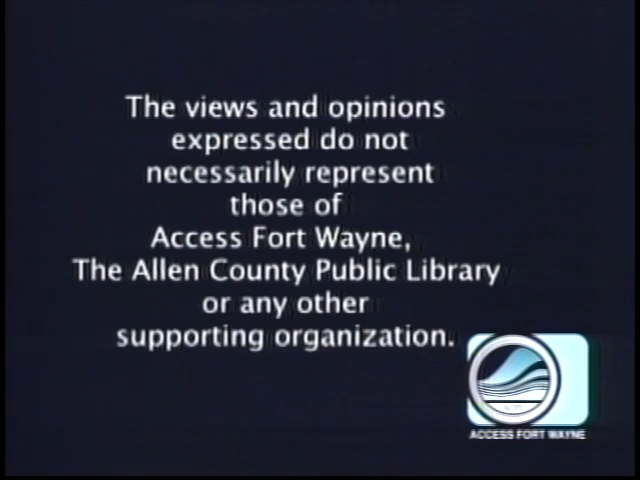 The views and opinions
expressed do not
necessarily represent
those of
Access Fort Wayne,
The Allen County Public Library
or any other
supporting organization.
ACCESS FORT WAYNE